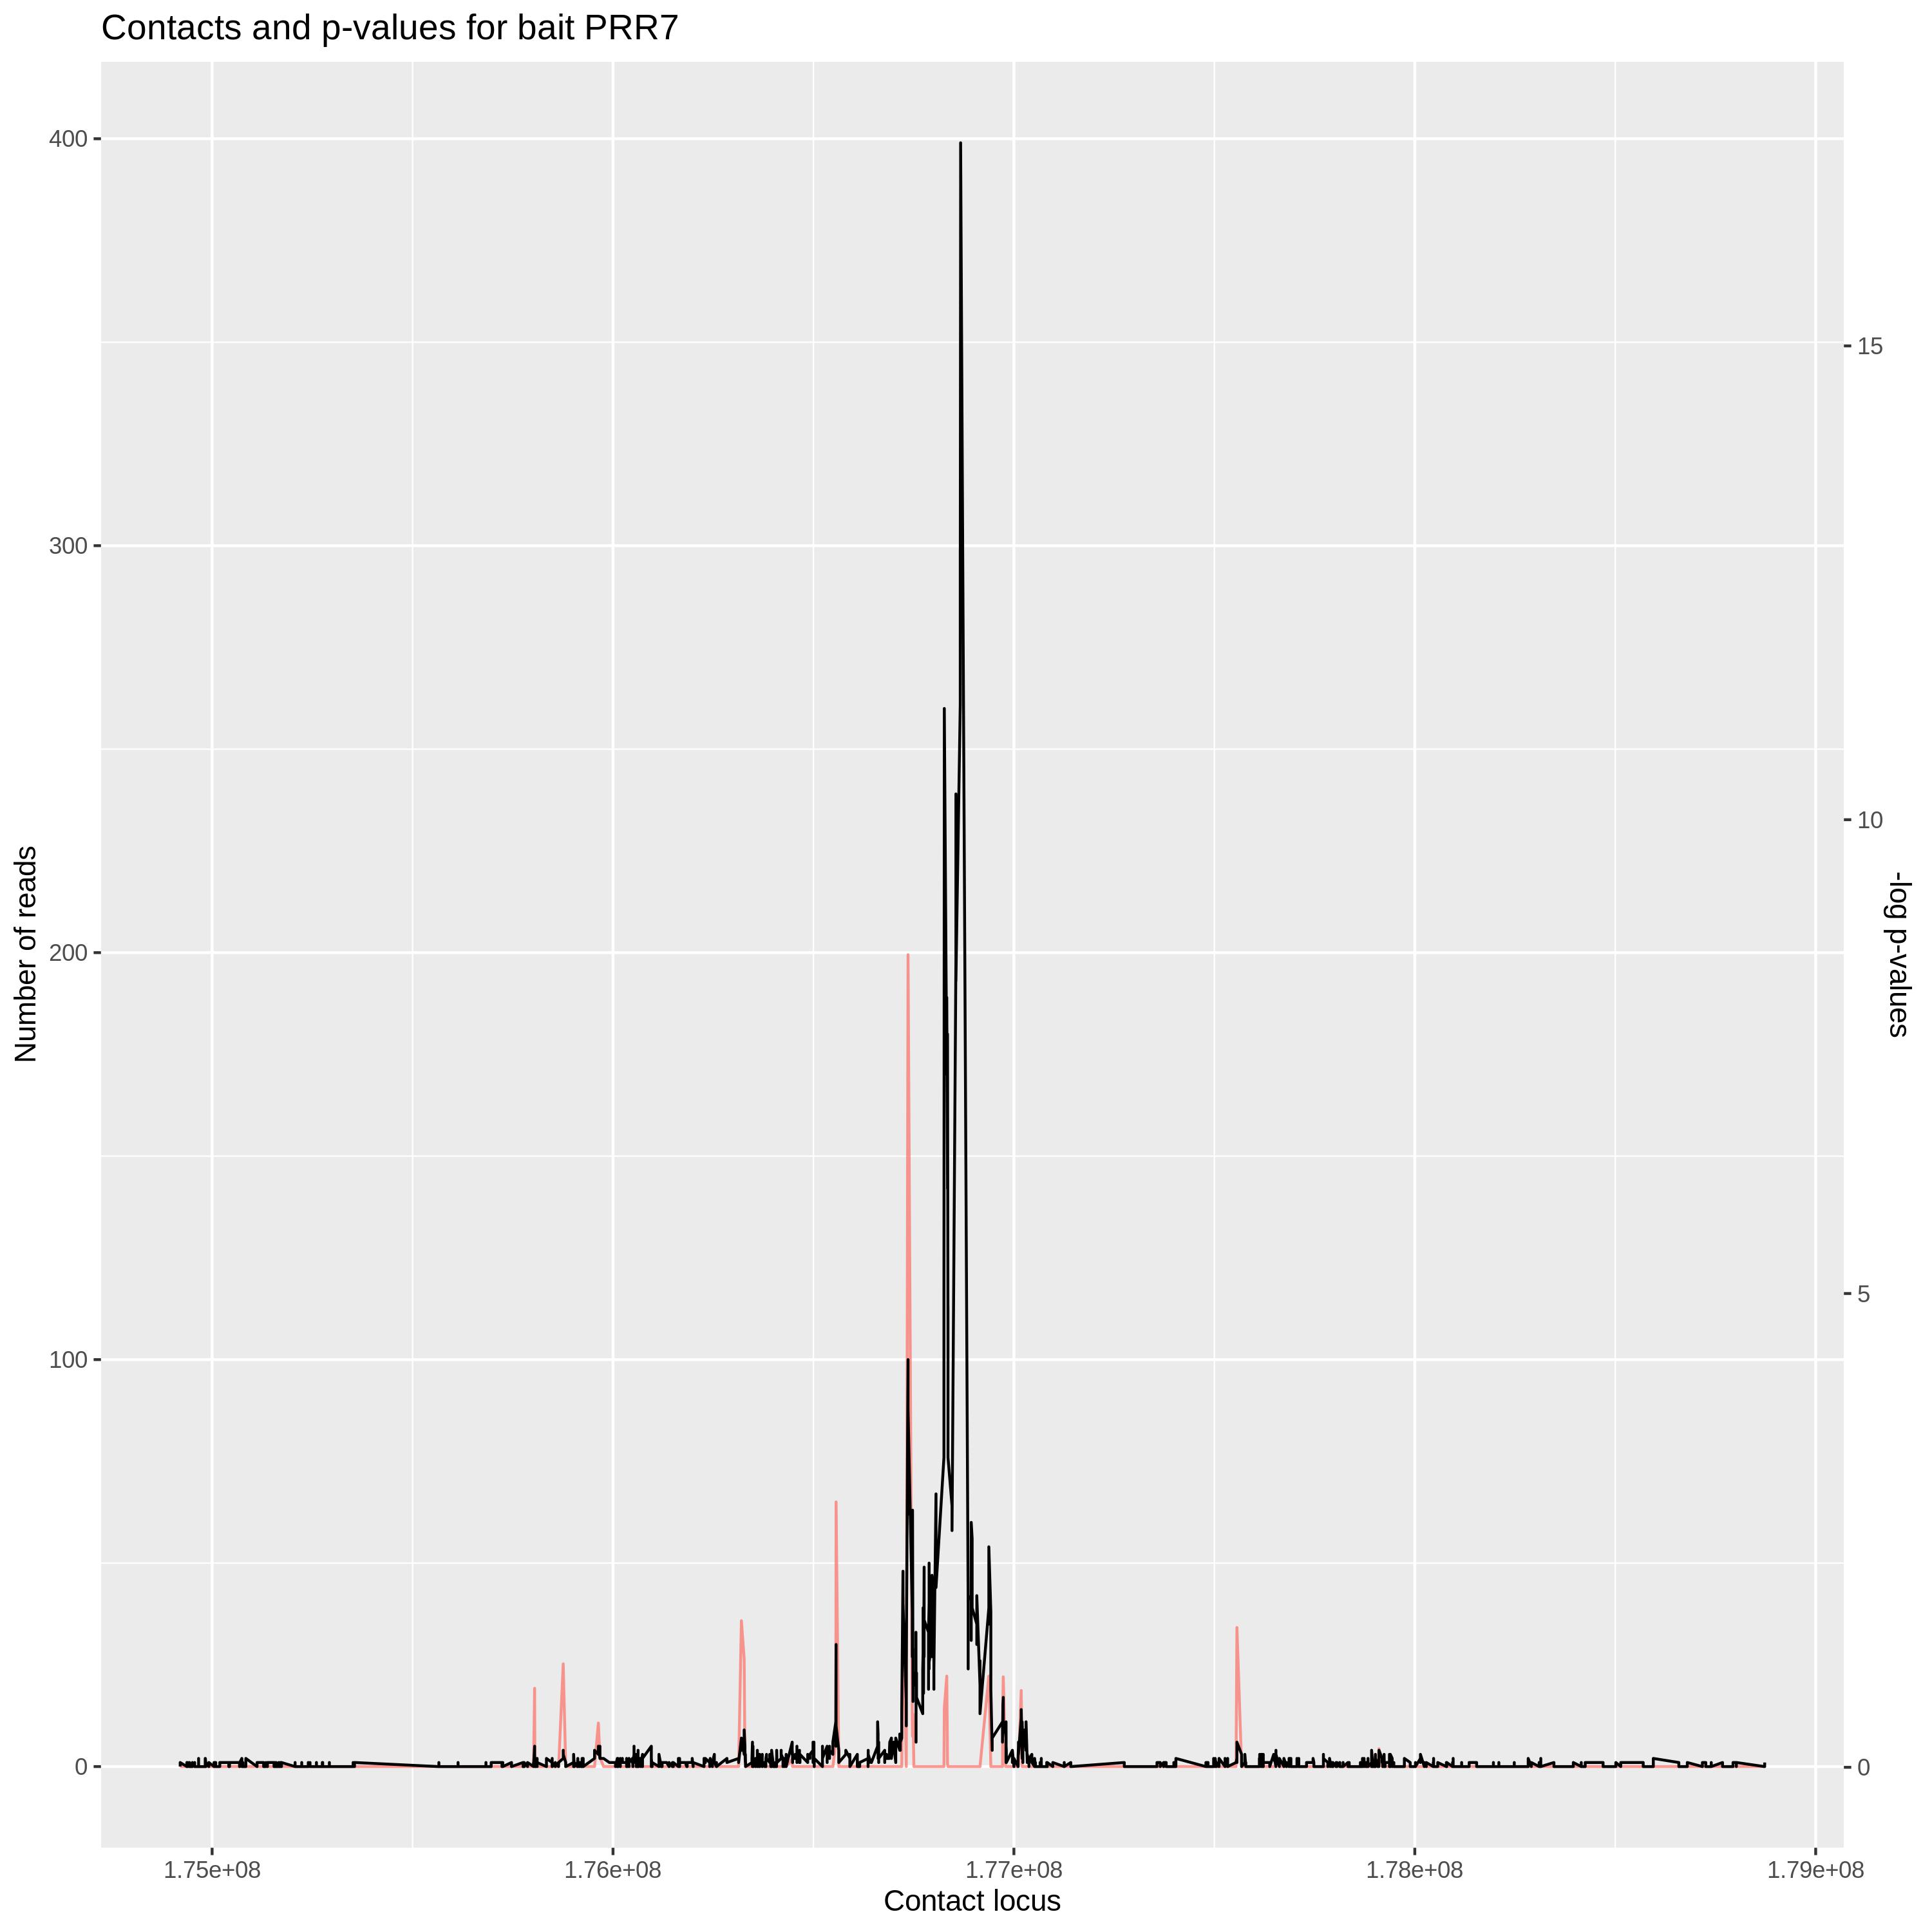 Contacts and p-values for bait PRR7
400
300
200
100
0
Number of reads
15
10
5
0
-log p-values
1.75e+08
1.76e+08
1.77e+08
1.78e+08
1.79e+08
Contact locus